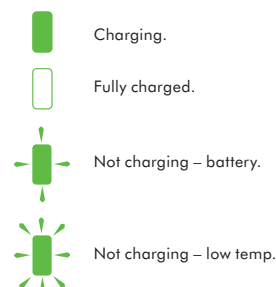 Charging.
Fully charged.
Not charging – battery.
Not charging – low temp.